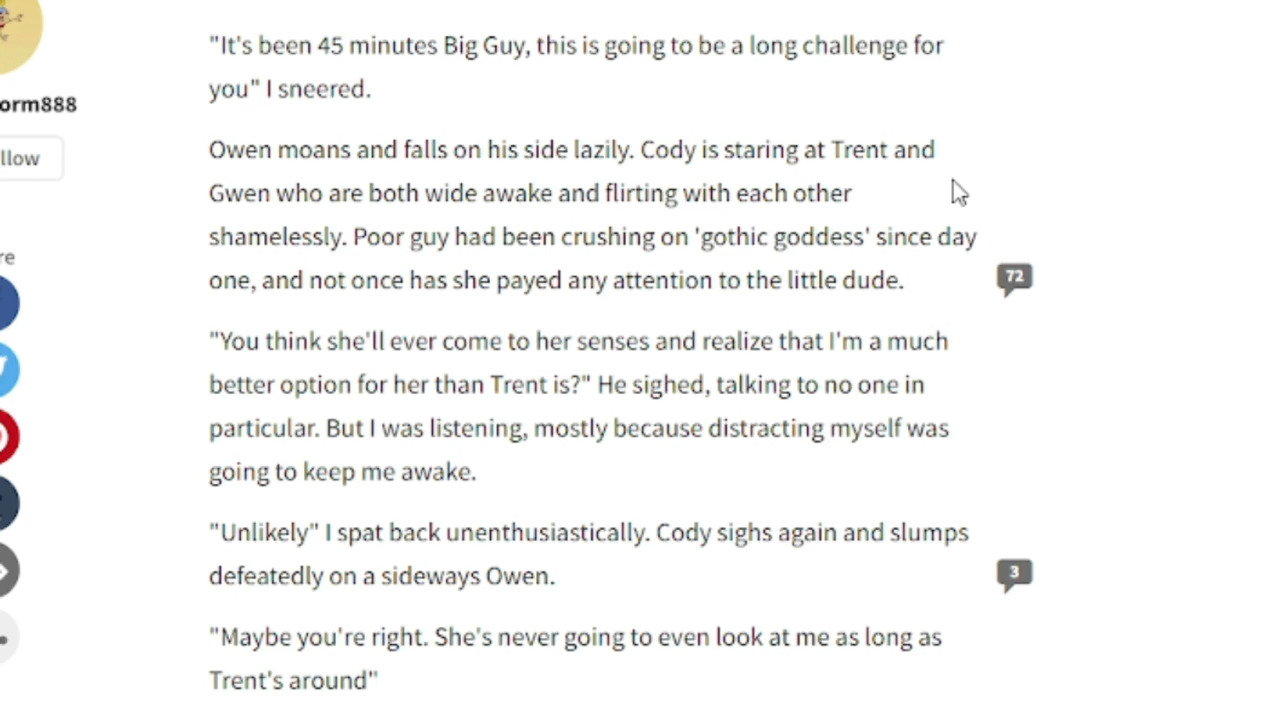 "It's been 45 minutes Big Guy, this is going to be a long challenge for
you" I sneered.
orm888
llow
Owen moans and falls on his side lazily. Cody is staring at Trent and
Gwen who are both wide awake and flirting with each other
shamelessly. Poor guy had been crushing on 'gothic goddess' since day
one, and not once has she payed any attention to the little dude.
72
re
"You think she'll ever come to her senses and realize that I'm a much
better option for her than Trent is?" He sighed, talking to no one in
particular. But I was listening, mostly because distracting myself was
going to keep me awake.
"Unlikely" I spat back unenthusiastically. Cody sighs again and slumps
defeatedly on a sideways Owen.
3
"Maybe you're right. She's never going to even look at me as long as
Trent's around"